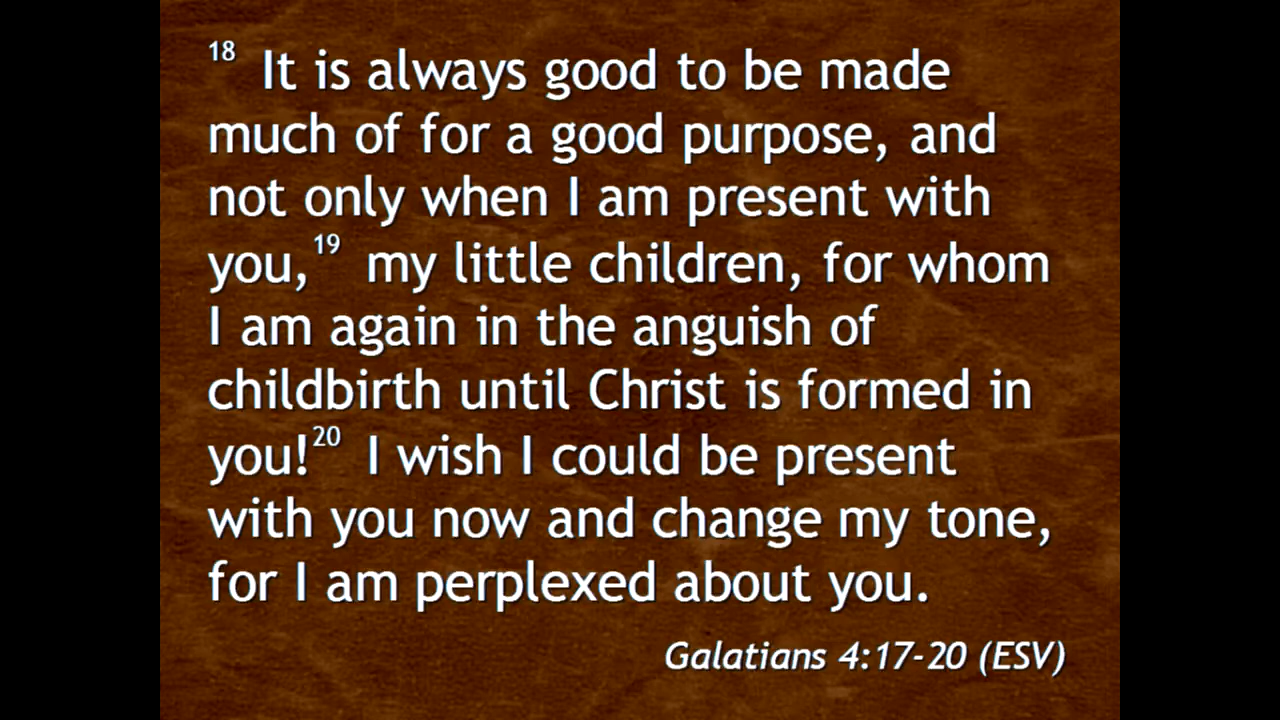 18 It is always good to be made
much of for a good purpose, and
not only when I am present with
you,19 my little children, for whom
I am again in the anguish of
childbirth until Christ is formed in
you!20 I wish I could be present
with you now and change my tone,
for I am perplexed about you.
Galatians 4:17-20 (ESV)